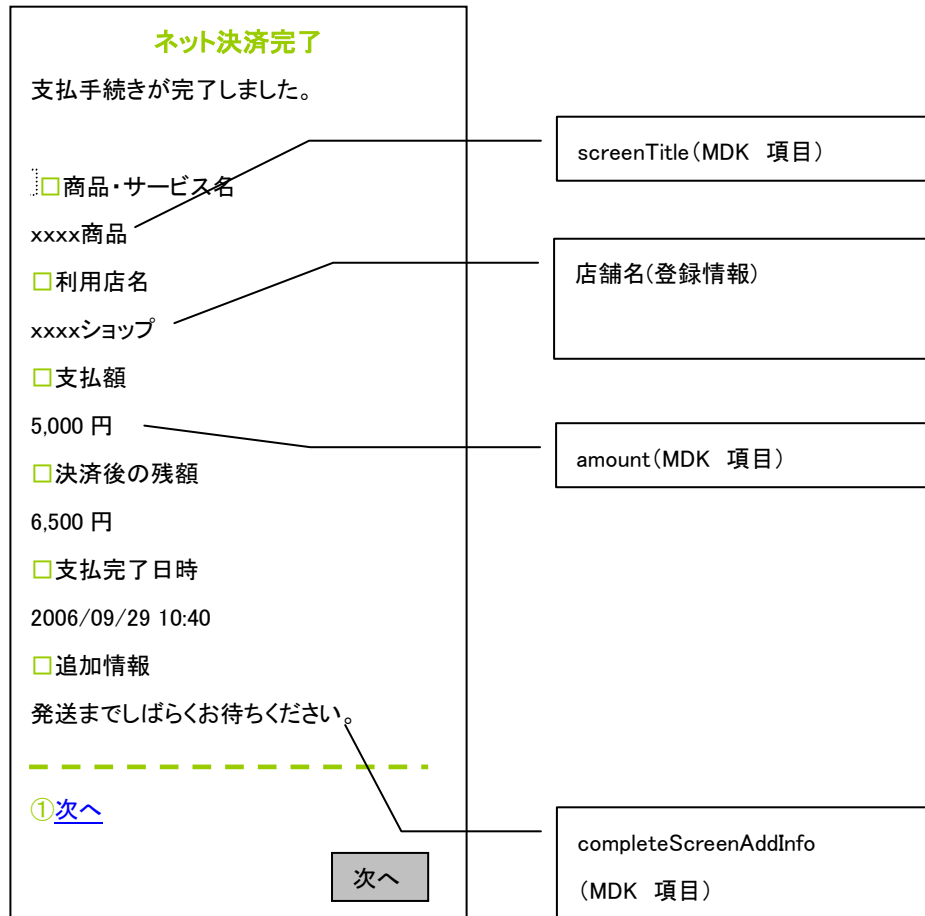 ネット決済完了
支払手続きが完了しました。
□商品・サービス名
xxxx商品
□利用店名
xxxxショップ
□支払額
5,000 円
□決済後の残額
6,500 円
□支払完了日時
2006/09/29 10:40
□追加情報
発送までしばらくお待ちください。
①次へ
次へ
screenTitle(MDK 項目)
店舗名(登録情報)
amount(MDK 項目)
completeScreenAddInfo
(MDK 項目)